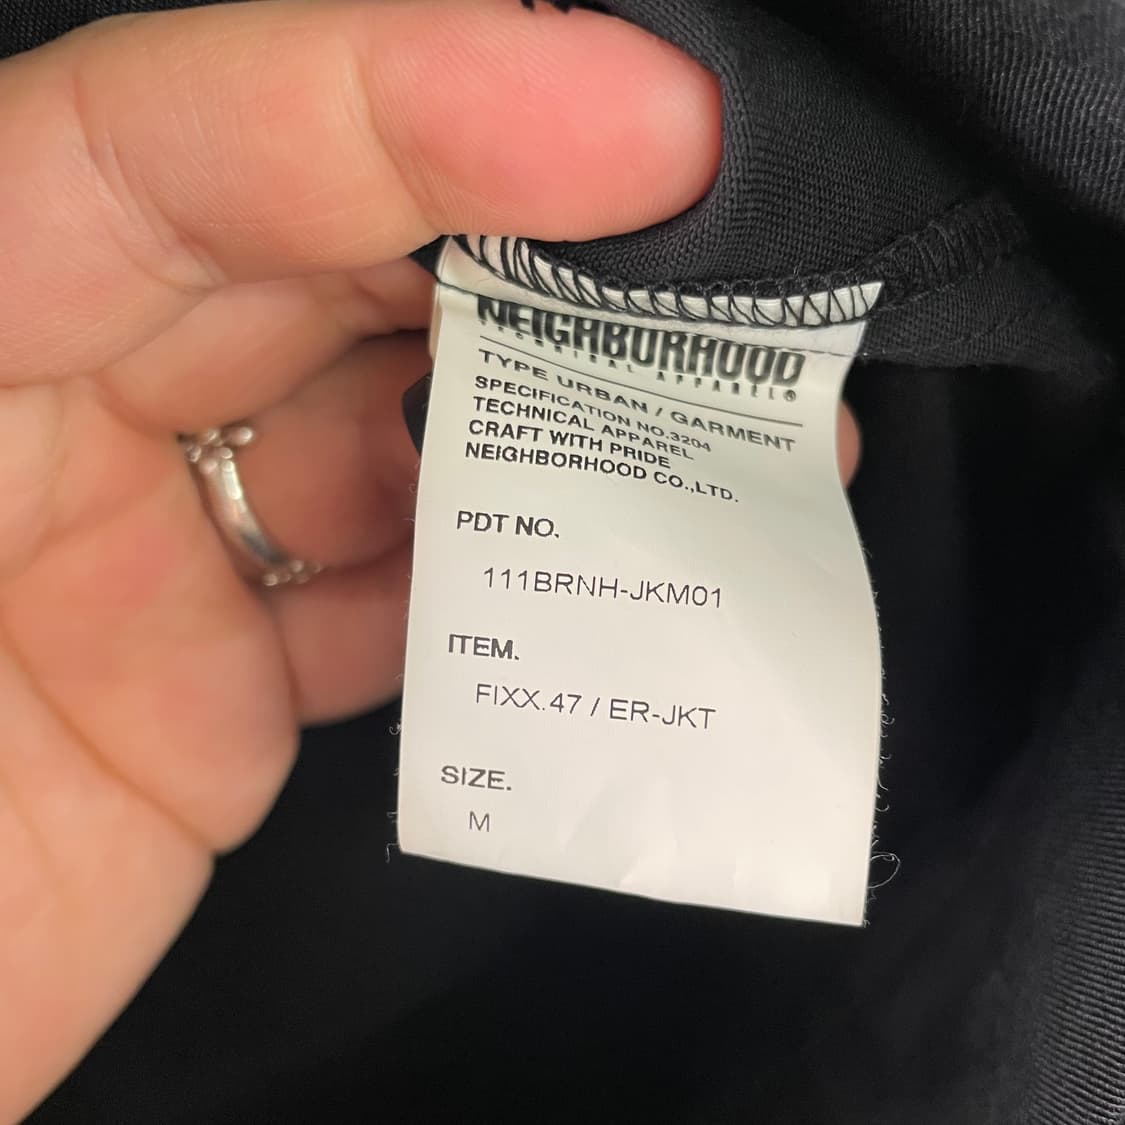 NEIGHBORHOOD
TECHNICAL APPAREL®
TYPE URBAN / GARMENT
SPECIFICATION NO.3204
TECHNICAL APPAREL
CRAFT WITH PRIDE
NEIGHBORHOOD CO.,LTD.
PDT NO.
111BRNH-JKM01
ITEM.
FIXX.47 / ER-JKT
SIZE.
M